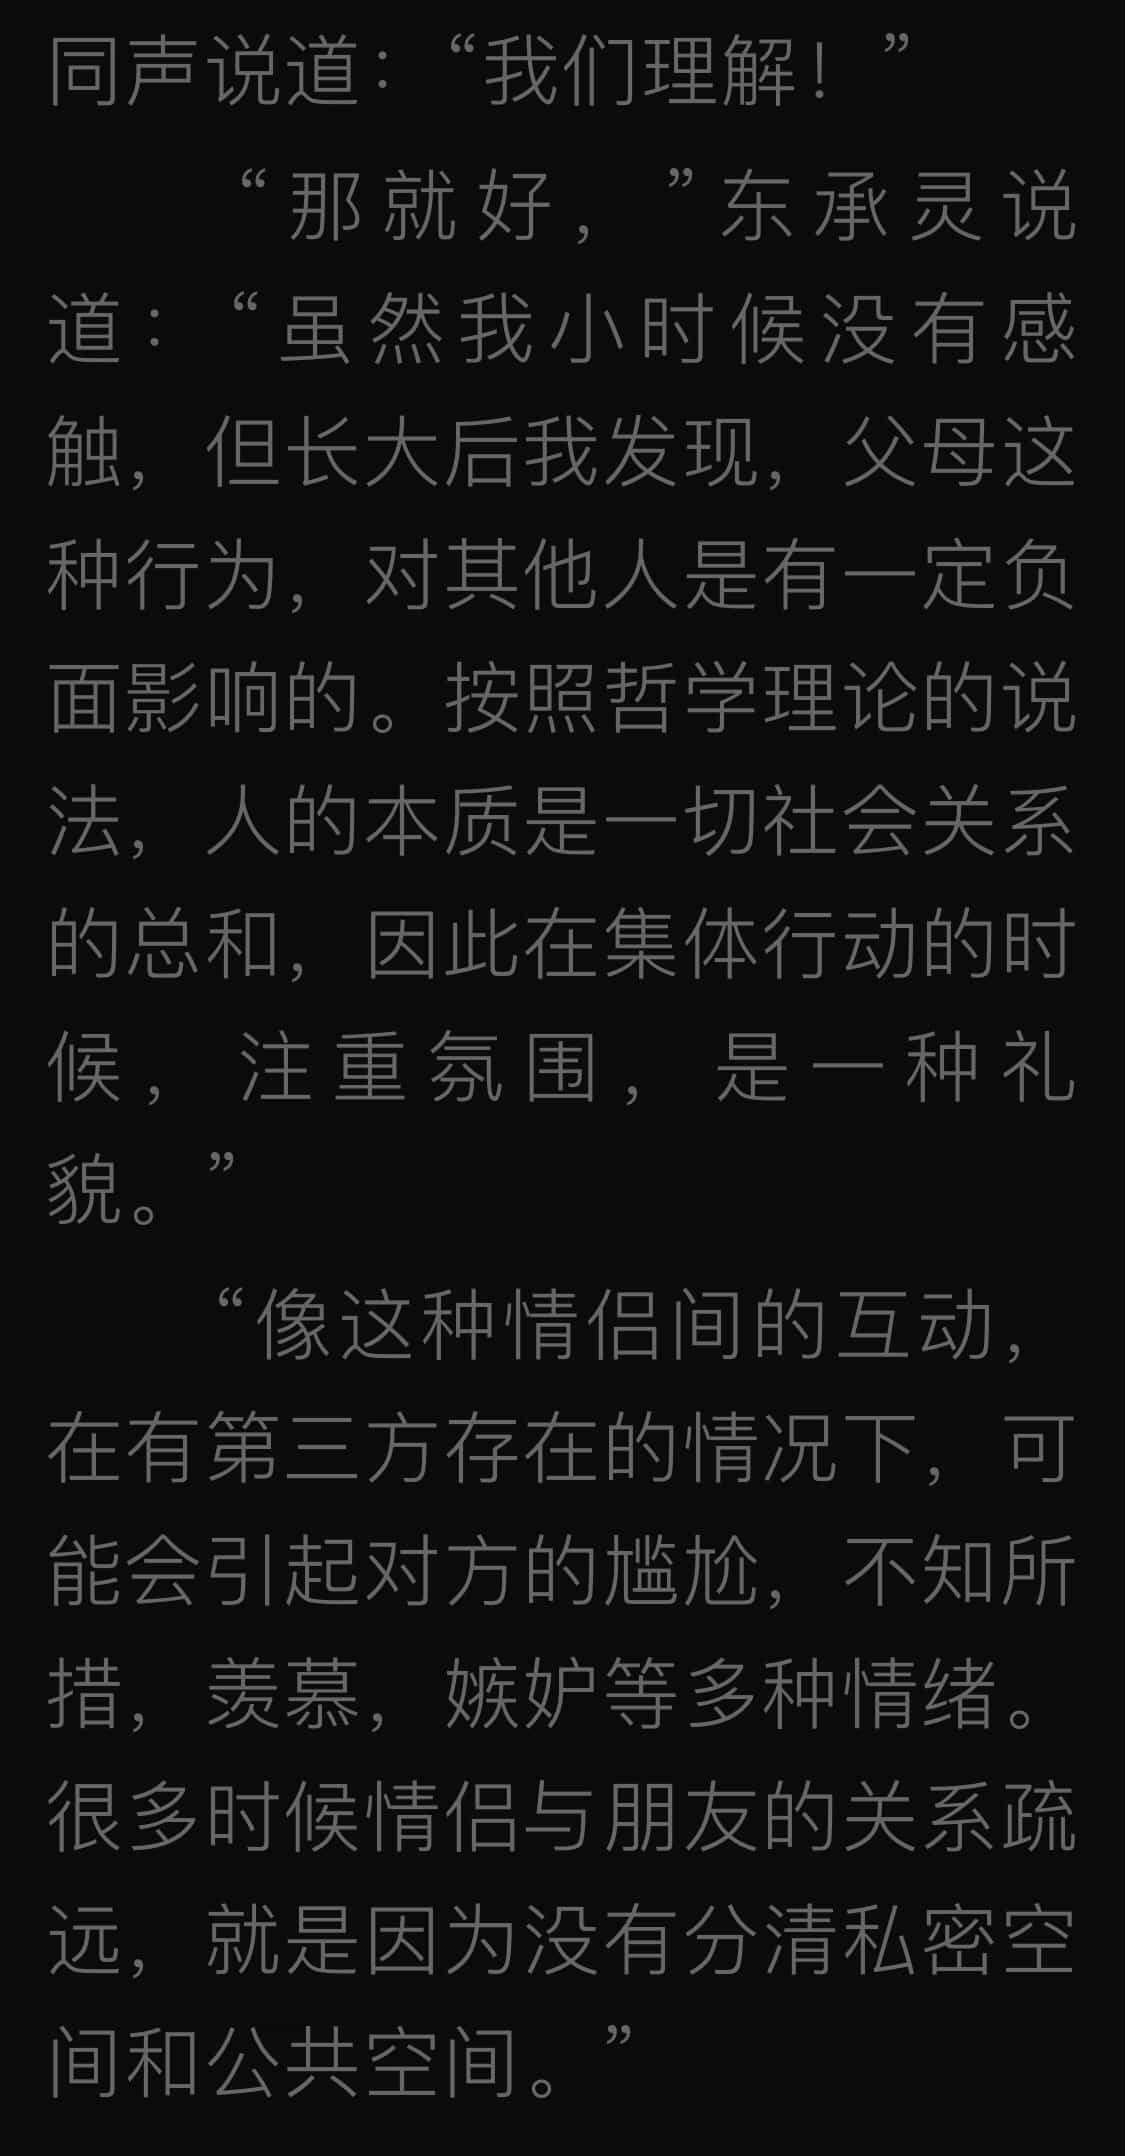 同声说道：“我们理解！”
“那就好，”东承灵说
道：“虽然我小时候没有感
触，但长大后我发现，父母这
种行为，对其他人是有一定负
面影响的。按照哲学理论的说
法，人的本质是一切社会关系
的总和，因此在集体行动的时
候，注重氛围，是一种礼
貌。”
“像这种情侣间的互动，
在有第三方存在的情况下，可
能会引起对方的尴尬，不知所
措，羡慕，嫉妒等多种情绪。
很多时候情侣与朋友的关系疏
远，就是因为没有分清私密空
间和公共空间。”